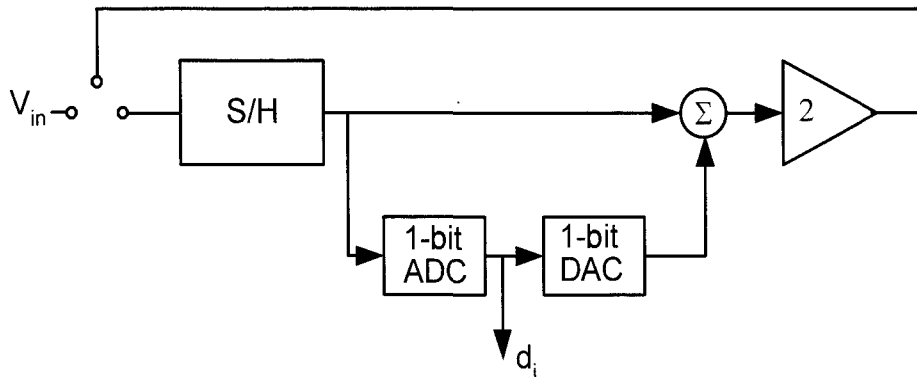 V_in
S/H
Σ
2
1-bit
ADC
1-bit
DAC
d_i